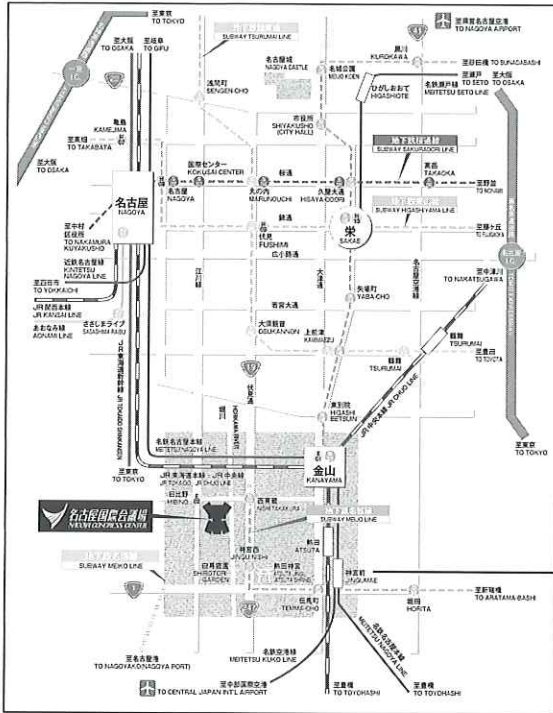 至東京
TO TOKYO
至大阪
TO OSAKA
至岐阜
TO GIFU
地下鉄鶴舞線
SUBWAY TSURUMAI LINE
至県営名古屋空港
TO NAGOYA AIRPORT
黒川
KUROKAWA
至砂田橋 TO SUNADABASHI
名古屋城
NAGOYA CASTLE
名城公園
MEIJO KOEN
至瀬戸
TO SETO
至大阪
TO OSAKA
ひがしおおて
HIGASHIOTE
名鉄瀬戸線
MEITETSU SETO LINE
浅間町
SENGEN-CHO
市役所
SHIYAKUSHO
(CITY HALL)
亀島
KAMEJIMA
至高畑
TO TAKABATA
至大阪
TO OSAKA
地下鉄桜通線
SUBWAY SAKURADORI LINE
国際センター
KOKUSAI CENTER
桜通
高岳
TAKAOKA
名古屋
NAGOYA
名古屋
NAGOYA
丸の内
MARUNOUCHI
久屋大通
HISAYA-ODORI
至野並
TO NONAMI
地下鉄東山線
SUBWAY HIGASHIYAMA LINE
至中村
区役所
TO NAKAMURA
KUYAKUSHO
錦通
伏見
FUSHIMI
栄
SAKAE
至藤ヶ丘
TO FUJIGAOKA
広小路通
近鉄名古屋線
KINTETSU
NAGOYA LINE
至四日市
TO YOKKAICHI
江川線
大津通
名古屋空港線
至中津川
TO NAKATSUGAWA
矢場町
YABA-CHO
JR関西本線
JR KANSAI LINE
若宮大通
あおなみ線
AONAMI LINE
ささしまライブ
SASASHIMA RAIBU
大須観音
OSUKANNON
上前津
KAMIMAEZU
鶴舞
TSURUMAI
鶴舞
TSURUMAI
至豊田
TO TOYOTA
JR東海道新幹線 JR TOKAIDO SHINKANSEN
伏見通
堀川
HORIKAWA RIVER
東別院
HIGASHI
BETSUIN
JR中央本線 JR CHUO LINE
名鉄名古屋本線
MEITETSU NAGOYA LINE
至東京
TO TOKYO
至東京
TO TOKYO
JR東海道本線・JR中央線
JR TOKAIDO・JR CHUO LINE
金山
KANAYAMA
日比野
HIBINO
西高蔵
NISHI TAKAKURA
地下鉄名城線
SUBWAY MEIJO LINE
名古屋国際会議場
NAGOYA CONGRESS CENTER
熱田
ATSUTA
地下鉄名港線
SUBWAY MEIKO LINE
白鳥庭園
SHIROTORI
GARDEN
神宮西
JINGU NISHI
熱田神宮
神宮前
JINGUMAE
伝馬町
TEMMA-CHO
堀田
HORITA
至新瑞橋
TO ARATAMA-BASHI
名鉄名古屋本線
MEITETSU NAGOYA LINE
至名古屋港
TO NAGOYAKO (NAGOYA PORT)
名鉄空港線
MEITETSU KUKO LINE
至中部国際空港
TO CENTRAL JAPAN INT'L AIRPORT
至豊橋
TO TOYOHASHI
至豊橋
TO TOYOHASHI